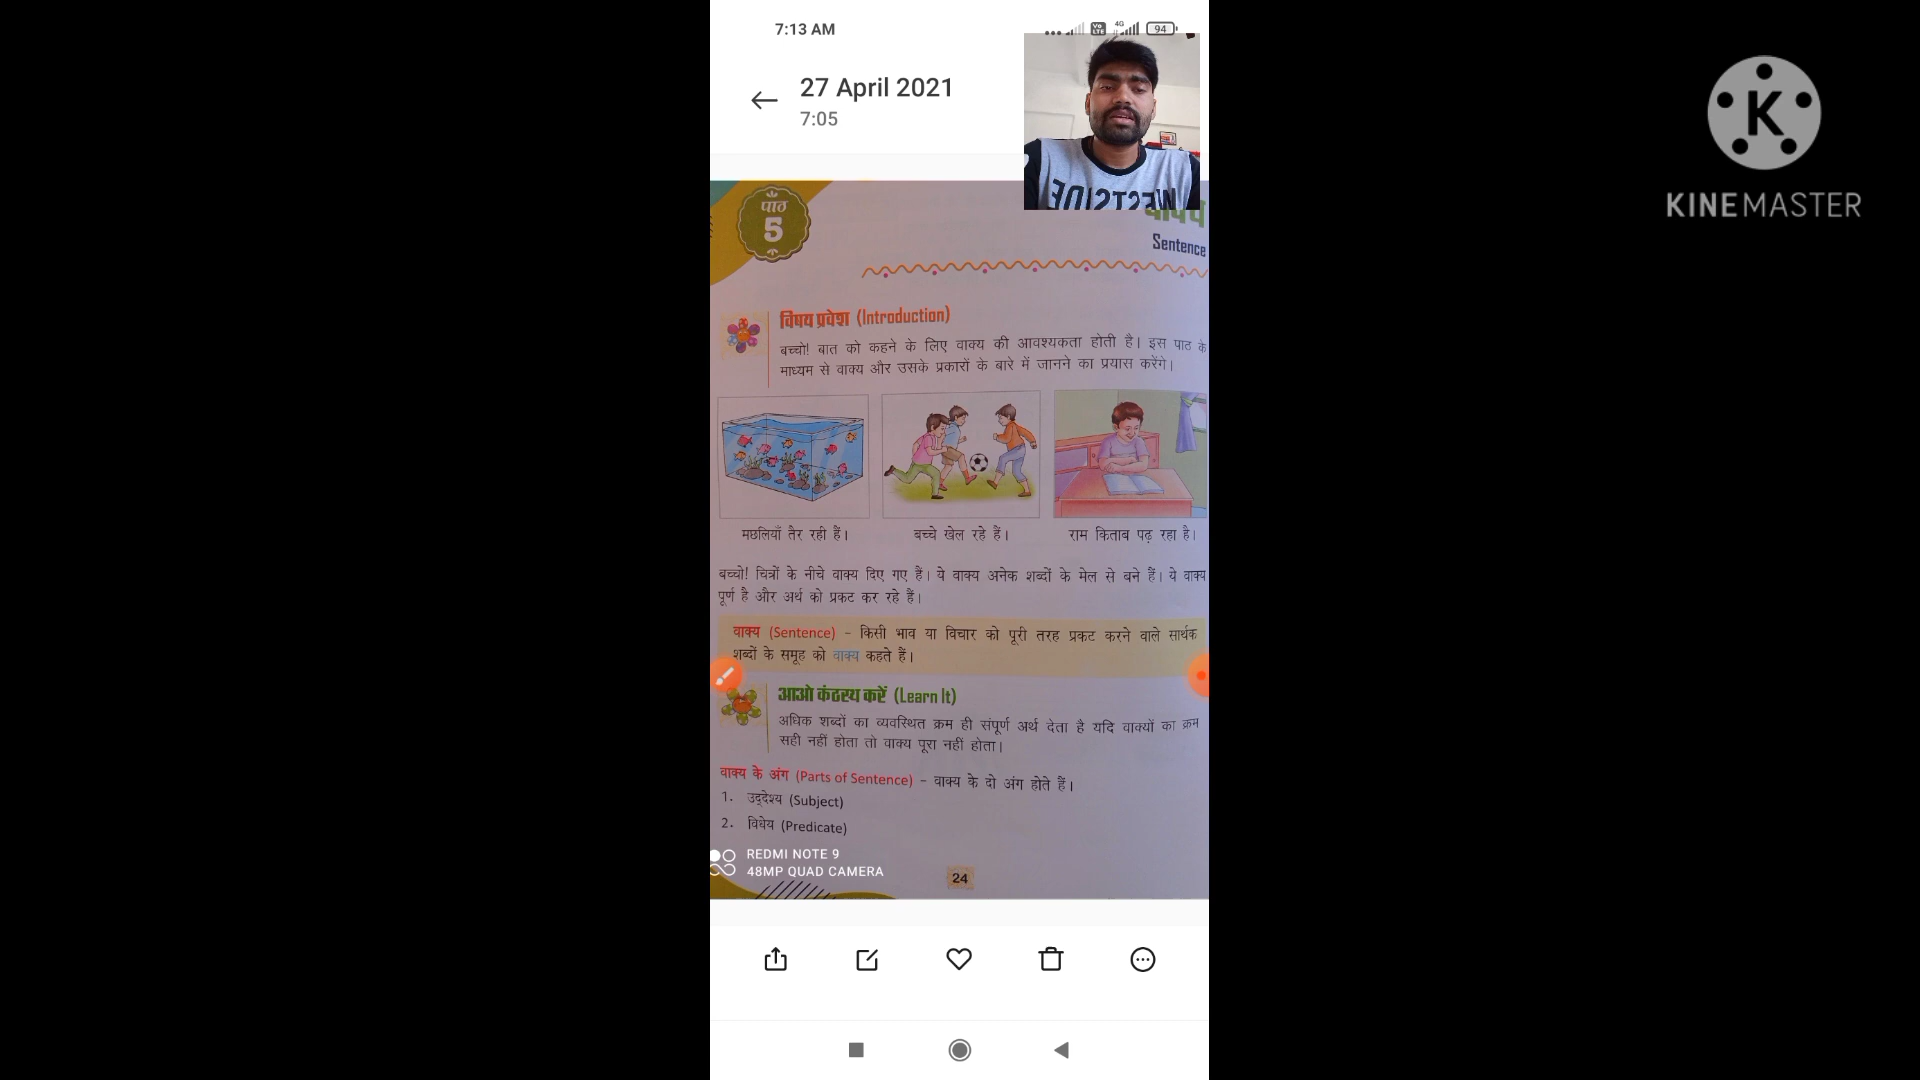 7:13 AM
Vo LTE 4G 94
27 April 2021
7:05
KINEMASTER
पाठ
5
Sentence
विषय प्रवेश (Introduction)
बच्चो! बात को कहने के लिए वाक्य की आवश्यकता होती है। इस पाठ के
माध्यम से वाक्य और उसके प्रकारों के बारे में जानने का प्रयास करेंगे।
मछलियाँ तैर रही हैं।
बच्चे खेल रहे हैं।
राम किताब पढ़ रहा है।
बच्चो! चित्रों के नीचे वाक्य दिए गए हैं। ये वाक्य अनेक शब्दों के मेल से बने हैं। ये वाक्य
पूर्ण है और अर्थ को प्रकट कर रहे हैं।
वाक्य (Sentence) – किसी भाव या विचार को पूरी तरह प्रकट करने वाले सार्थक
शब्दों के समूह को वाक्य कहते हैं।
आओ कंठस्थ करें (Learn It)
अधिक शब्दों का व्यवस्थित क्रम ही संपूर्ण अर्थ देता है यदि वाक्यों का क्रम
सही नहीं होता तो वाक्य पूरा नहीं होता।
वाक्य के अंग (Parts of Sentence) – वाक्य के दो अंग होते हैं।
1. उद्देश्य (Subject)
2. विधेय (Predicate)
REDMI NOTE 9
48MP QUAD CAMERA
24